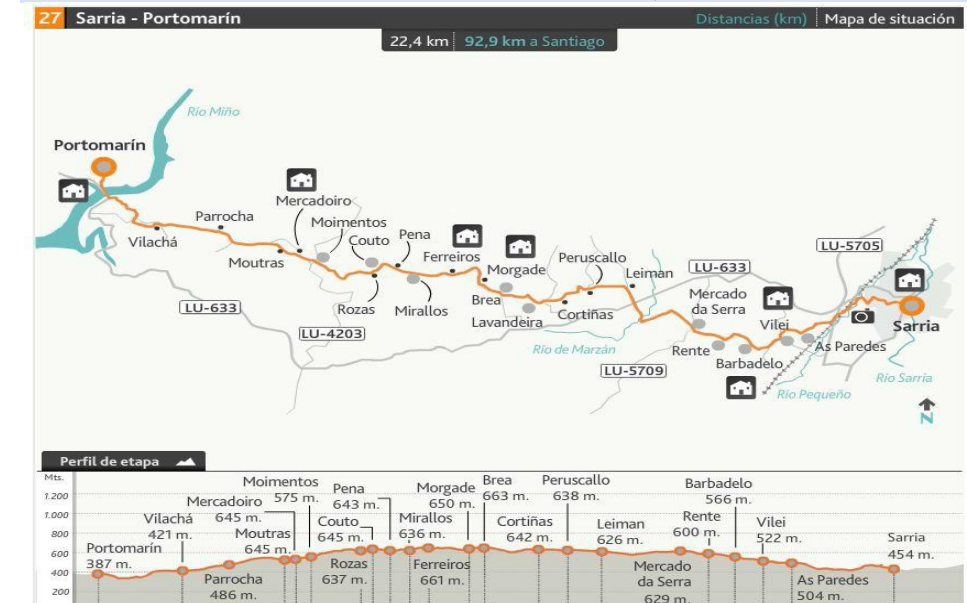 27 Sarria - Portomarín
Distancias (km) Mapa de situación
22,4 km 92,9 km a Santiago
Río Miño
Portomarín
Mercadoiro
Parrocha
Moimentos
Vilachá
Couto
Pena
Moutras
Ferreiros
Morgade
Peruscallo
Leiman
LU-633
LU-5705
LU-633
Rozas
Mirallos
Brea
Lavandeira
Cortiñas
Mercado
da Serra
Vilei
Sarria
LU-4203
Río de Marzán
Rente
Barbadelo
As Paredes
LU-5709
Río Pequeño
Río Sarria
N
Perfil de etapa
Mts.
1.200
1.000
800
600
400
200
Portomarín
387 m.
Vilachá
421 m.
Parrocha
486 m.
Moutras
645 m.
Mercadoiro
645 m.
Moimentos
575 m.
Rozas
637 m.
Couto
645 m.
Pena
643 m.
Mirallos
636 m.
Ferreiros
661 m.
Morgade
650 m.
Brea
663 m.
Cortiñas
642 m.
Peruscallo
638 m.
Leiman
626 m.
Mercado
da Serra
629 m.
Rente
600 m.
Barbadelo
566 m.
Vilei
522 m.
As Paredes
504 m.
Sarria
454 m.